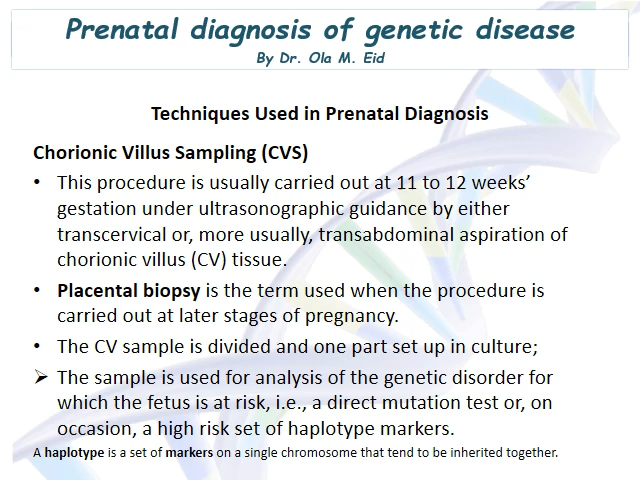 Prenatal diagnosis of genetic disease
By Dr. Ola M. Eid
Techniques Used in Prenatal Diagnosis
Chorionic Villus Sampling (CVS)
• This procedure is usually carried out at 11 to 12 weeks’
gestation under ultrasonographic guidance by either
transcervical or, more usually, transabdominal aspiration of
chorionic villus (CV) tissue.
• Placental biopsy is the term used when the procedure is
carried out at later stages of pregnancy.
• The CV sample is divided and one part set up in culture;
➢ The sample is used for analysis of the genetic disorder for
which the fetus is at risk, i.e., a direct mutation test or, on
occasion, a high risk set of haplotype markers.
A haplotype is a set of markers on a single chromosome that tend to be inherited together.